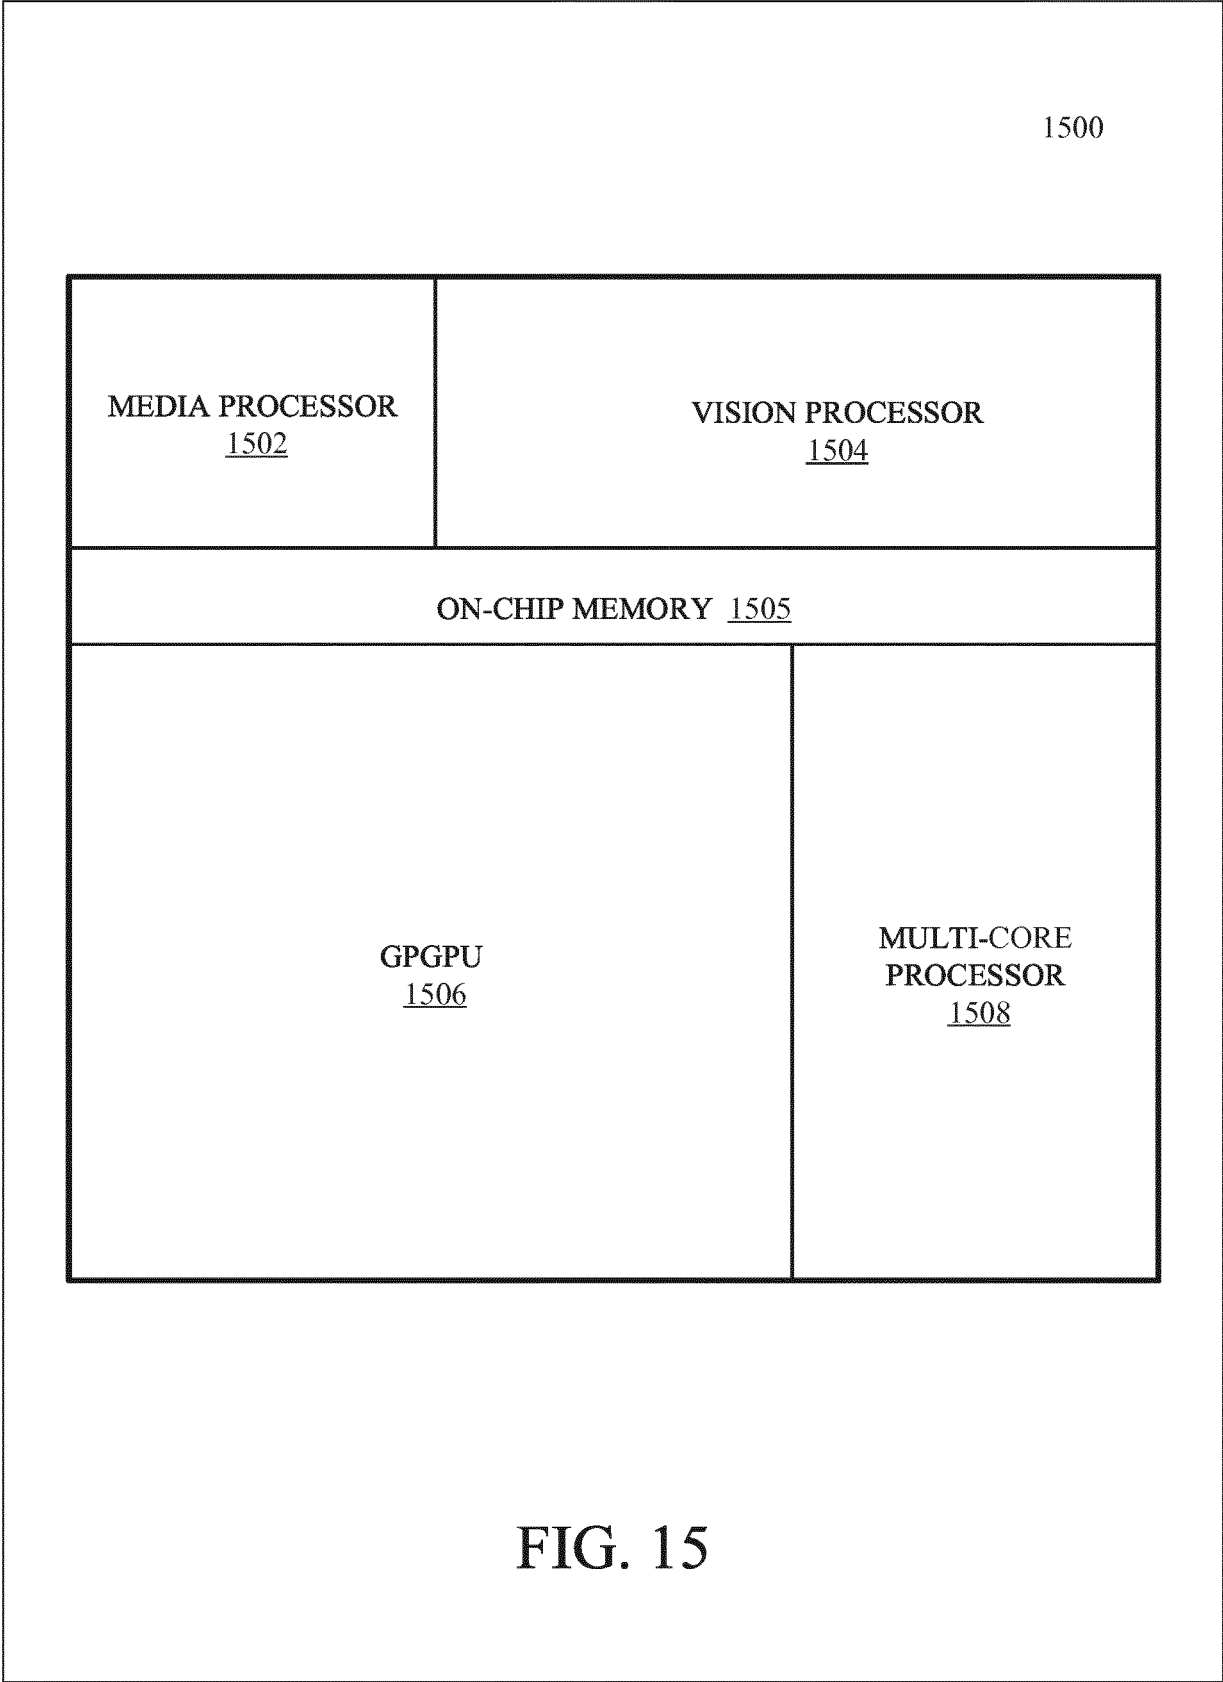 1500
MEDIA PROCESSOR
1502
VISION PROCESSOR
1504
ON-CHIP MEMORY 1505
GPGPU
1506
MULTI-CORE
PROCESSOR
1508
FIG. 15